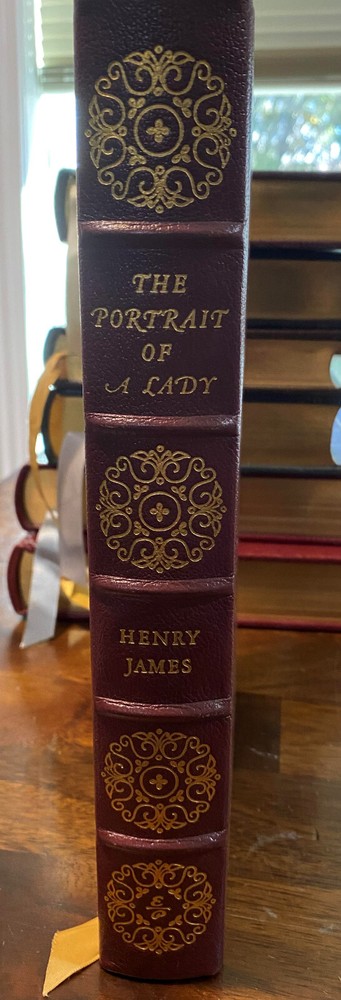 THE
PORTRAIT
OF
A LADY
HENRY
JAMES
E
P